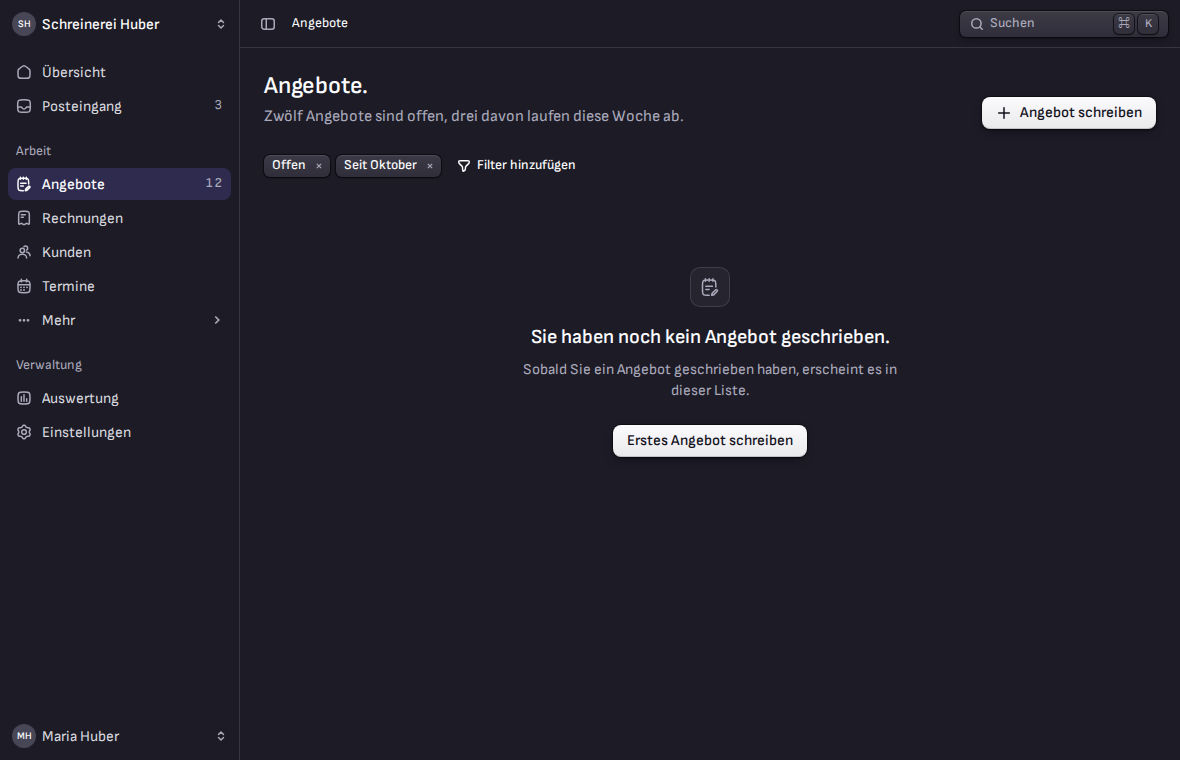 SH Schreinerei Huber
Übersicht
Posteingang 3
Arbeit
Angebote 12
Rechnungen
Kunden
Termine
Mehr
Verwaltung
Auswertung
Einstellungen
MH Maria Huber
Angebote
Suchen ⌘ K
Angebote.
Zwölf Angebote sind offen, drei davon laufen diese Woche ab.
Angebot schreiben
Offen × Seit Oktober × Filter hinzufügen
Sie haben noch kein Angebot geschrieben.
Sobald Sie ein Angebot geschrieben haben, erscheint es in
dieser Liste.
Erstes Angebot schreiben